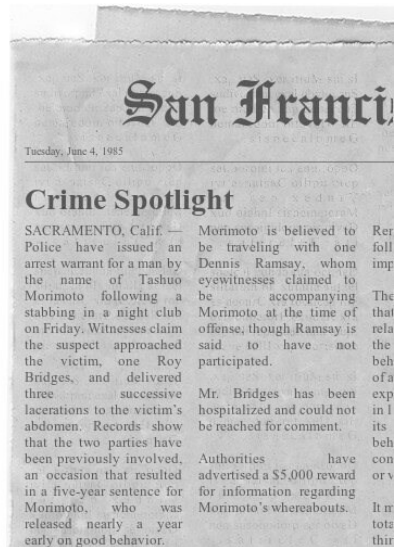 San Franci
Tuesday, June 4, 1985
Crime Spotlight
SACRAMENTO, Calif. —
Police have issued an
arrest warrant for a man by
the name of Tashuo
Morimoto following a
stabbing in a night club
on Friday. Witnesses claim
the suspect approached
the victim, one Roy
Bridges, and delivered
three successive
lacerations to the victim's
abdomen. Records show
that the two parties have
been previously involved,
an occasion that resulted
in a five-year sentence for
Morimoto, who was
released nearly a year
early on good behavior.
Morimoto is believed to
be traveling with one
Dennis Ramsay, whom
eyewitnesses claimed to
be accompanying
Morimoto at the time of
offense, though Ramsay is
said to have not
participated.
Mr. Bridges has been
hospitalized and could not
be reached for comment.
Authorities have
advertised a $5,000 reward
for information regarding
Morimoto's whereabouts.
Rer
foll
imp
The
that
rela
the
beh
of a
exp
in l
its
beh
con
or v
It m
tota
thir